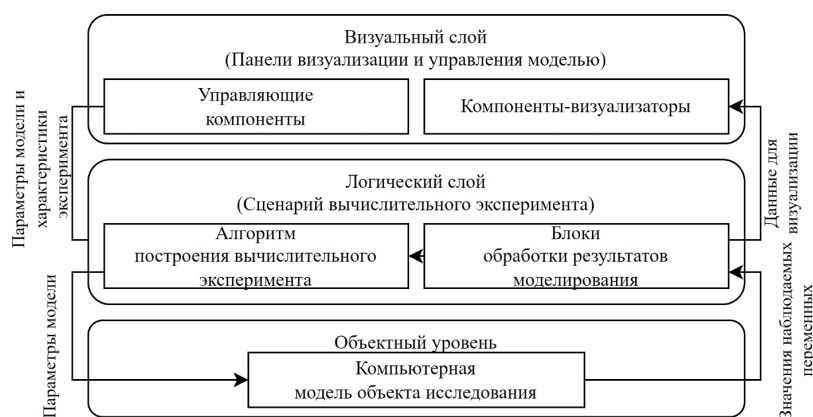 Визуальный слой
(Панели визуализации и управления моделью)
Управляющие
компоненты
Компоненты-визуализаторы
Параметры модели и
характеристики
эксперимента
Данные для
визуализации
Логический слой
(Сценарий вычислительного эксперимента)
Алгоритм
построения вычислительного
эксперимента
Блоки
обработки результатов
моделирования
Параметры модели
Значения наблюдаемых
переменных
Объектный уровень
Компьютерная
модель объекта исследования